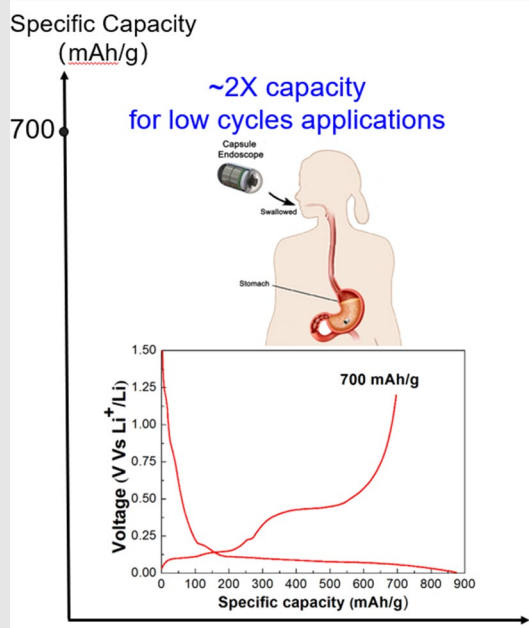 Specific Capacity
(mAh/g)
700
~2X capacity
for low cycles applications
Capsule
Endoscope
Swallowed
Stomach
1.50
1.25
1.00
0.75
0.50
0.25
0.00
Voltage (V Vs Li⁺/Li)
700 mAh/g
0 100 200 300 400 500 600 700 800 900
Specific capacity (mAh/g)